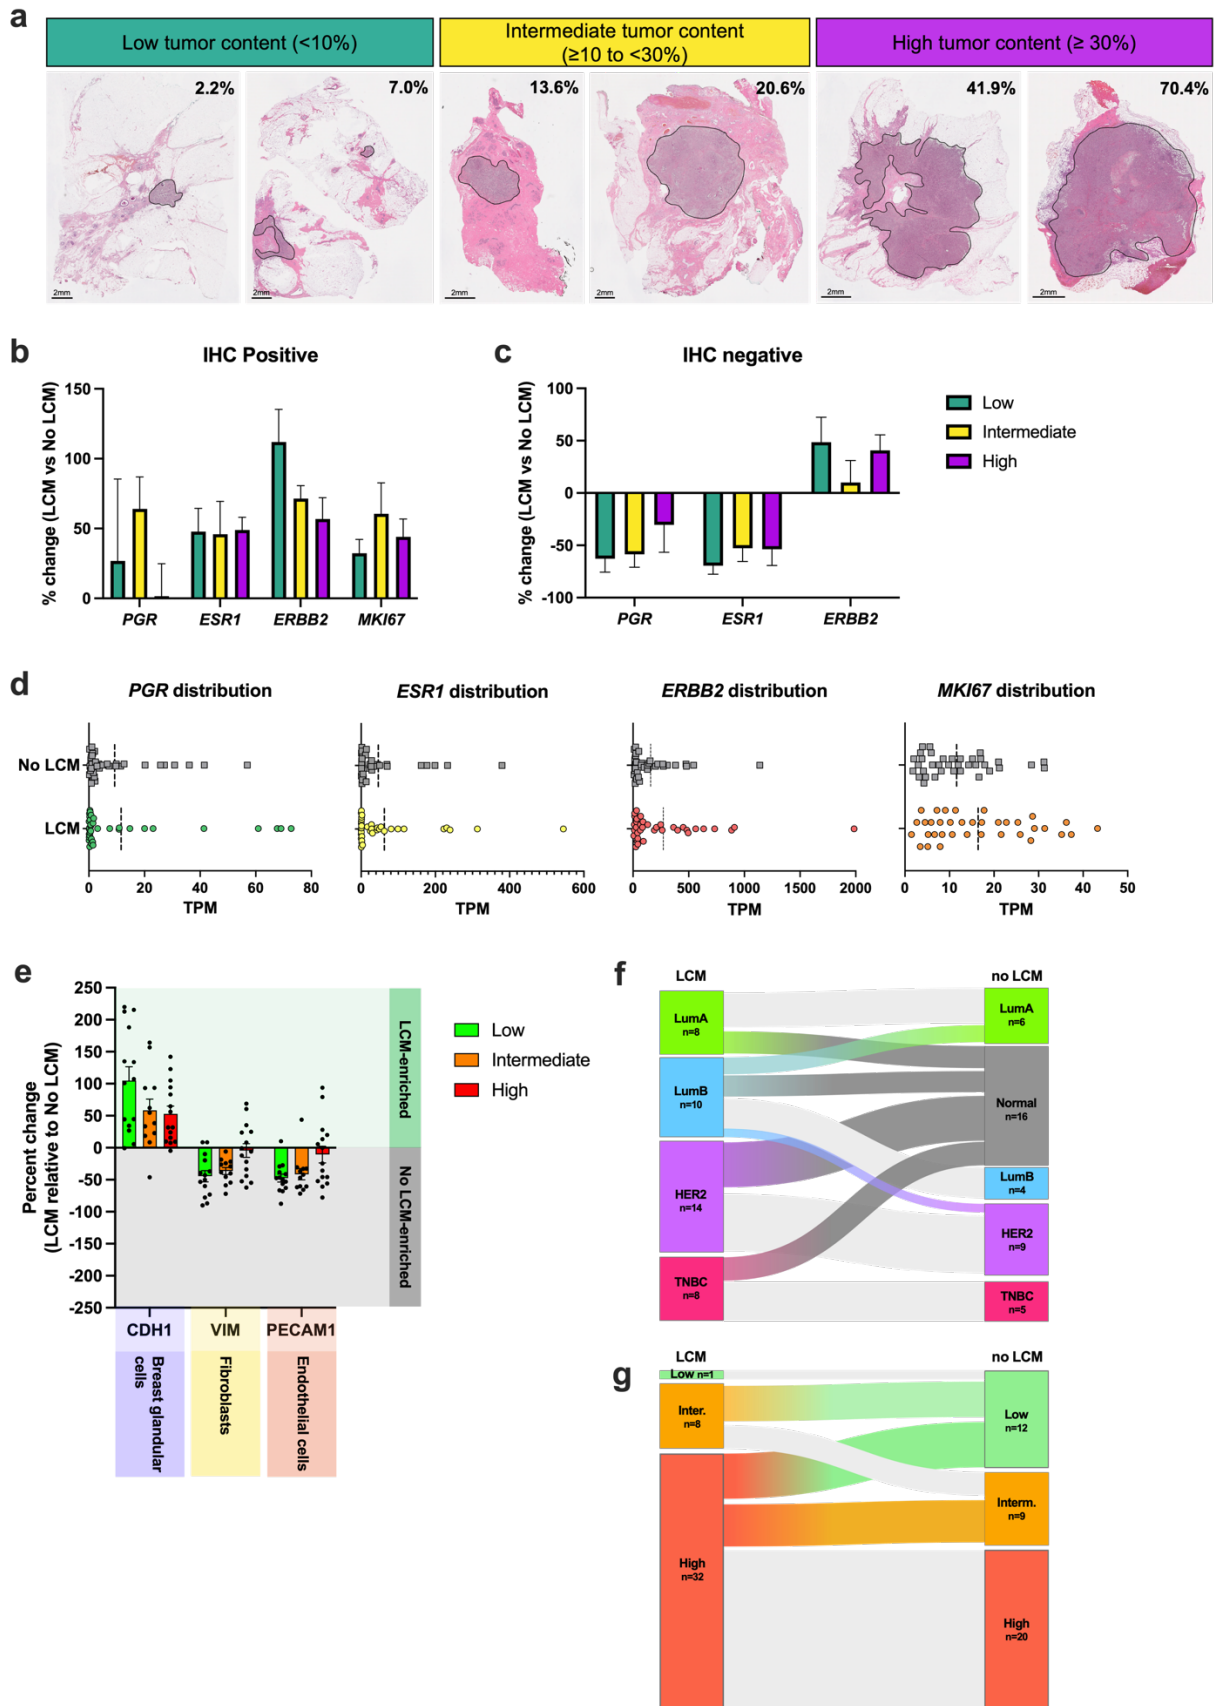 a
Low tumor content (<10%)
Intermediate tumor content
(≥10 to <30%)
High tumor content (≥ 30%)
2.2%
7.0%
13.6%
20.6%
41.9%
70.4%
2mm
2mm
2mm
2mm
2mm
2mm
b
IHC Positive
% change (LCM vs No LCM)
150
100
50
0
PGR
ESR1
ERBB2
MKI67
c
IHC negative
% change (LCM vs No LCM)
100
50
0
-50
-100
PGR
ESR1
ERBB2
Low
Intermediate
High
d
PGR distribution
ESR1 distribution
ERBB2 distribution
MKI67 distribution
No LCM
LCM
0 20 40 60 80
TPM
0 200 400 600
TPM
0 500 1000 1500 2000
TPM
0 10 20 30 40 50
TPM
e
Percent change
(LCM relative to No LCM)
250
200
150
100
50
0
-50
-100
-150
-200
-250
LCM-enriched
No LCM-enriched
Low
Intermediate
High
CDH1
VIM
PECAM1
Breast glandular
cells
Fibroblasts
Endothelial cells
f
LCM
no LCM
LumA
n=8
LumB
n=10
HER2
n=14
TNBC
n=8
LumA
n=6
Normal
n=16
LumB
n=4
HER2
n=9
TNBC
n=5
g
LCM
no LCM
Low n=1
Inter.
n=8
High
n=32
Low
n=12
Interm.
n=9
High
n=20